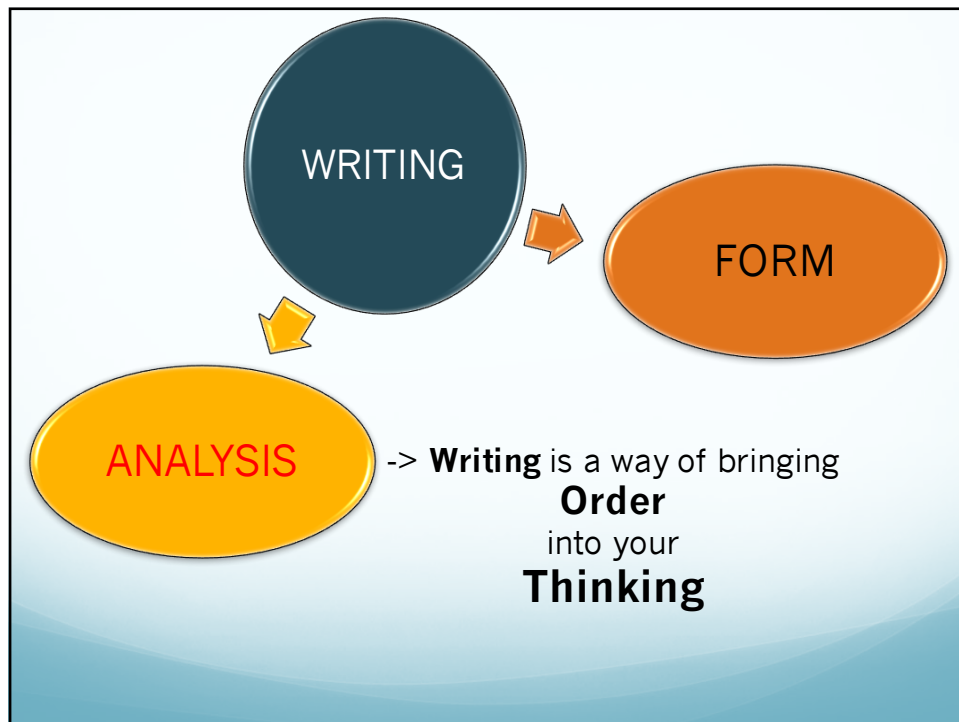 WRITING
FORM
ANALYSIS
-> Writing is a way of bringing
Order
into your
Thinking